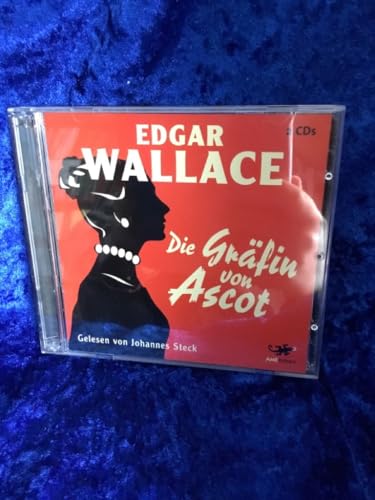 EDGAR
2 CDs
WALLACE
Die Gräfin
von
Ascot
Gelesen von Johannes Steck